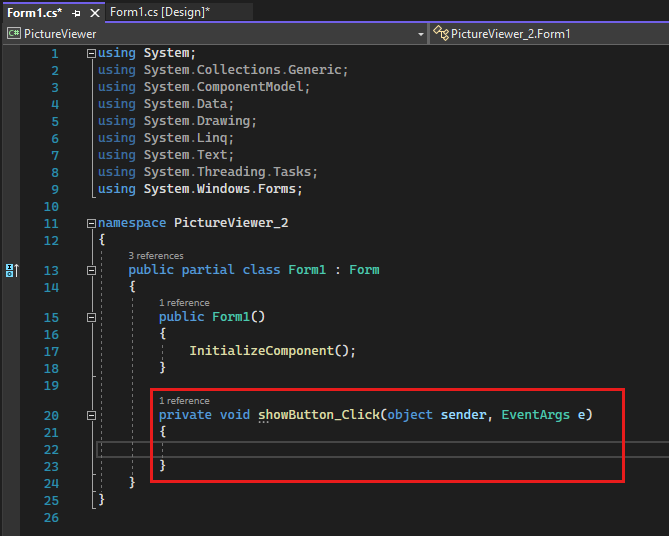 Form1.cs*
Form1.cs [Design]*
C# PictureViewer
PictureViewer_2.Form1
1 using System;
2 using System.Collections.Generic;
3 using System.ComponentModel;
4 using System.Data;
5 using System.Drawing;
6 using System.Linq;
7 using System.Text;
8 using System.Threading.Tasks;
9 using System.Windows.Forms;
10
11 namespace PictureViewer_2
12 {
3 references
13 public partial class Form1 : Form
14 {
1 reference
15 public Form1()
16 {
17 InitializeComponent();
18 }
19
1 reference
20 private void showButton_Click(object sender, EventArgs e)
21 {
22
23 }
24 }
25 }
26